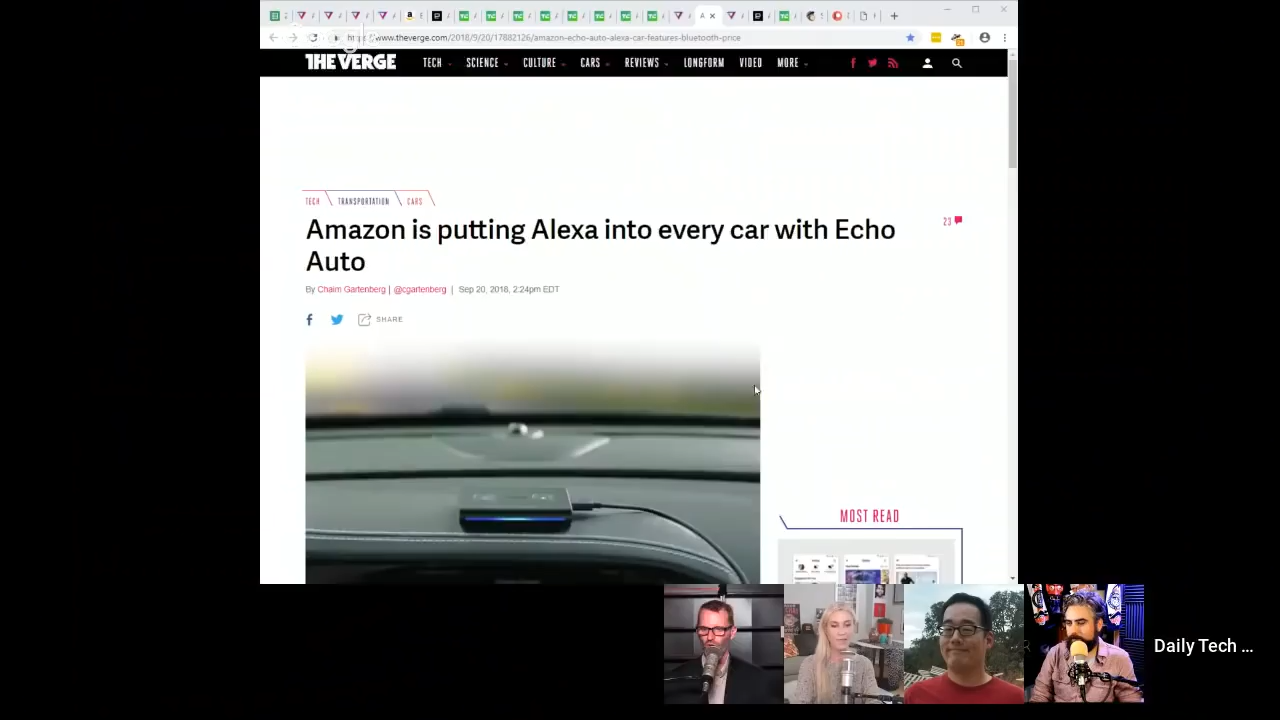 https://www.theverge.com/2018/9/20/17882126/amazon-echo-auto-alexa-car-features-bluetooth-price
THE VERGE TECH SCIENCE CULTURE CARS REVIEWS LONGFORM VIDEO MORE
TECH TRANSPORTATION CARS
Amazon is putting Alexa into every car with Echo
Auto
23
By Chaim Gartenberg | @cgartenberg | Sep 20, 2018, 2:24pm EDT
SHARE
MOST READ
Daily Tech ...